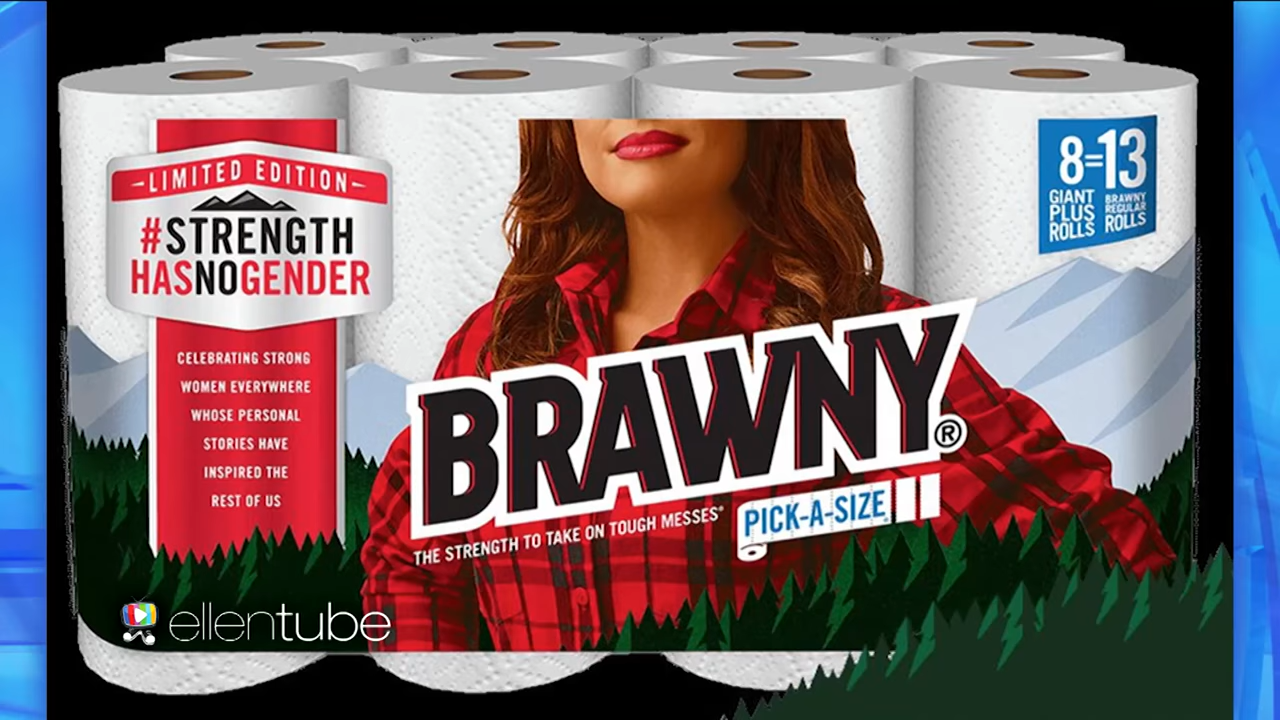 -LIMITED EDITION-
#STRENGTH
HASNOGENDER
CELEBRATING STRONG
WOMEN EVERYWHERE
WHOSE PERSONAL
STORIES HAVE
INSPIRED THE
REST OF US
8=13
GIANT
PLUS
ROLLS
BRAWNY
REGULAR
ROLLS
BRAWNY®
THE STRENGTH TO TAKE ON TOUGH MESSES®
PICK-A-SIZE
ellentube